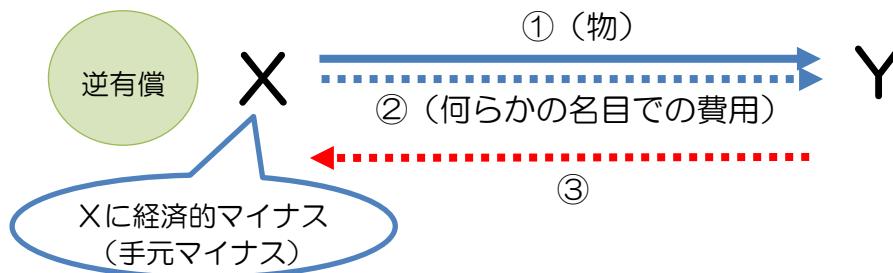 ①（物）
逆有償
X
Y
②（何らかの名目での費用）
③
Xに経済的マイナス
（手元マイナス）